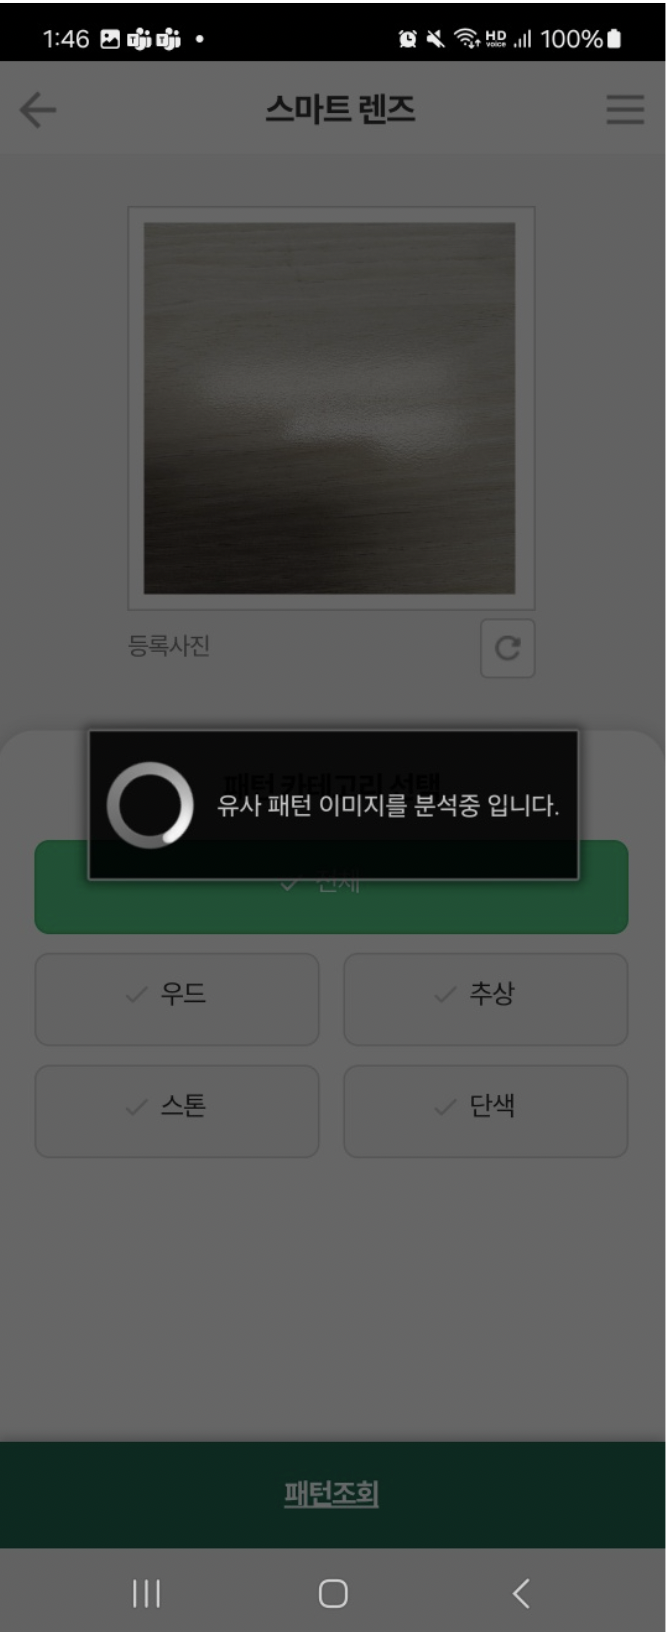 1:46 HD VOICE 100%
스마트 렌즈
등록사진
패턴 카테고리 선택
유사 패턴 이미지를 분석중 입니다.
전체
우드 추상
스톤 단색
패턴조회